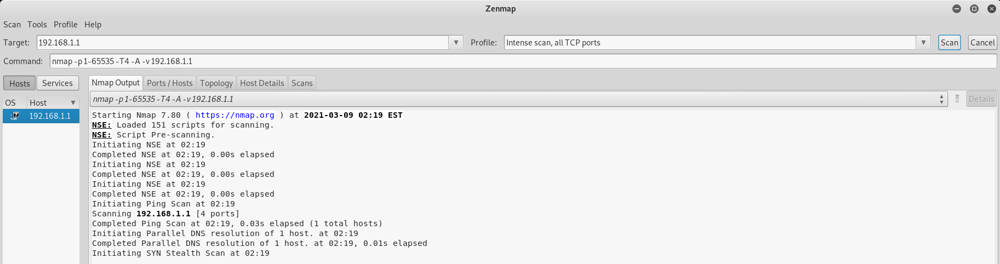 Zenmap
Scan Tools Profile Help
Target: 192.168.1.1 Profile: Intense scan, all TCP ports Scan Cancel
Command: nmap -p 1-65535 -T4 -A -v 192.168.1.1
Hosts Services Nmap Output Ports / Hosts Topology Host Details Scans
nmap -p 1-65535 -T4 -A -v 192.168.1.1 Details
OS Host
192.168.1.1
Starting Nmap 7.80 ( https://nmap.org ) at 2021-03-09 02:19 EST
NSE: Loaded 151 scripts for scanning.
NSE: Script Pre-scanning.
Initiating NSE at 02:19
Completed NSE at 02:19, 0.00s elapsed
Initiating NSE at 02:19
Completed NSE at 02:19, 0.00s elapsed
Initiating NSE at 02:19
Completed NSE at 02:19, 0.00s elapsed
Initiating Ping Scan at 02:19
Scanning 192.168.1.1 [4 ports]
Completed Ping Scan at 02:19, 0.03s elapsed (1 total hosts)
Initiating Parallel DNS resolution of 1 host. at 02:19
Completed Parallel DNS resolution of 1 host. at 02:19, 0.01s elapsed
Initiating SYN Stealth Scan at 02:19